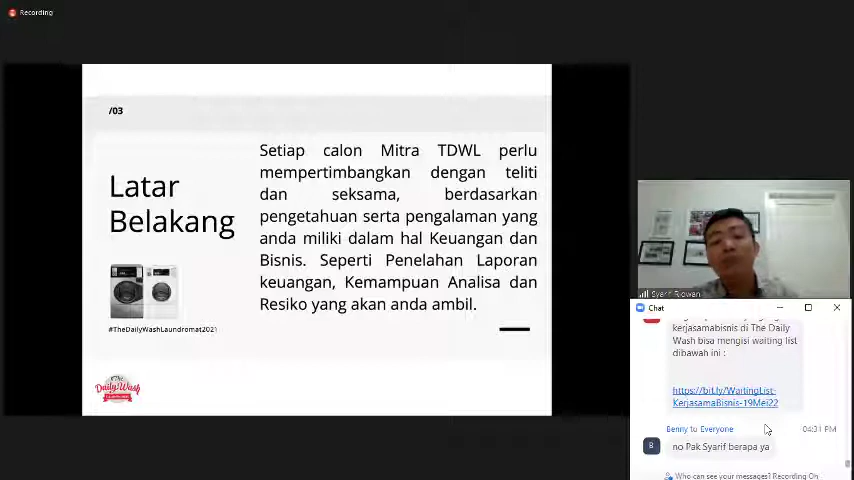 Recording
/03
Latar
Belakang
Setiap calon Mitra TDWL perlu
mempertimbangkan dengan teliti
dan seksama, berdasarkan
pengetahuan serta pengalaman yang
anda miliki dalam hal Keuangan dan
Bisnis. Seperti Penelahan Laporan
keuangan, Kemampuan Analisa dan
Resiko yang akan anda ambil.
#TheDailyWashLaundromat2021
The
Daily Wash
Syarif Ridwan
Chat
kerjasamabisnis di The Daily
Wash bisa mengisi waiting list
dibawah ini :
https://bit.ly/WaitingList-
KerjasamaBisnis-19Mei22
Benny to Everyone 04:31 PM
B
no Pak Syarif berapa ya
Who can see your messages? Recording On